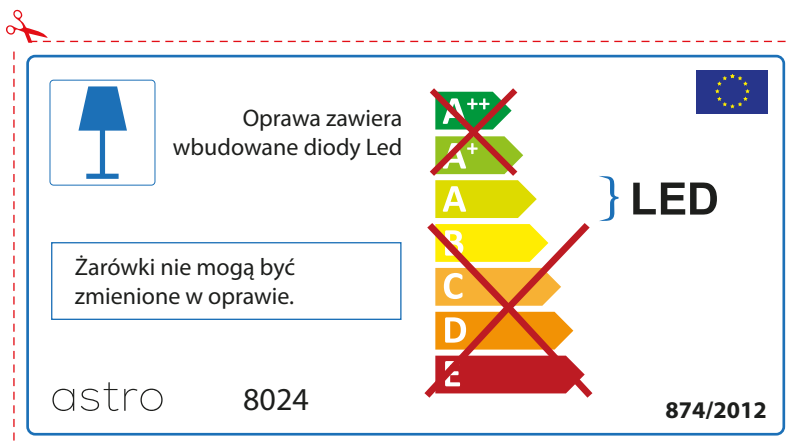 Oprawa zawiera
wbudowane diody Led
A++
A+
A
B
C
D
E
LED
Żarówki nie mogą być
zmienione w oprawie.
astro
8024
874/2012